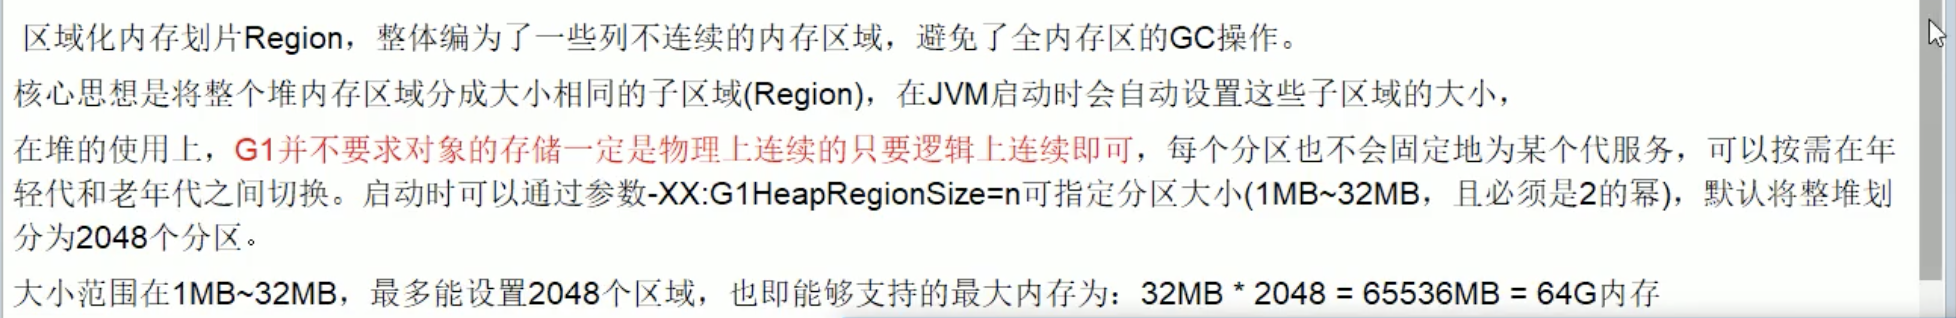 区域化内存划片Region，整体编为了一些列不连续的内存区域，避免了全内存区的GC操作。
核心思想是将整个堆内存区域分成大小相同的子区域(Region)，在JVM启动时会自动设置这些子区域的大小，
在堆的使用上，G1并不要求对象的存储一定是物理上连续的只要逻辑上连续即可，每个分区也不会固定地为某个代服务，可以按需在年
轻代和老年代之间切换。启动时可以通过参数-XX:G1HeapRegionSize=n可指定分区大小(1MB~32MB，且必须是2的幂)，默认将整堆划
分为2048个分区。
大小范围在1MB~32MB，最多能设置2048个区域，也即能够支持的最大内存为：32MB * 2048 = 65536MB = 64G内存